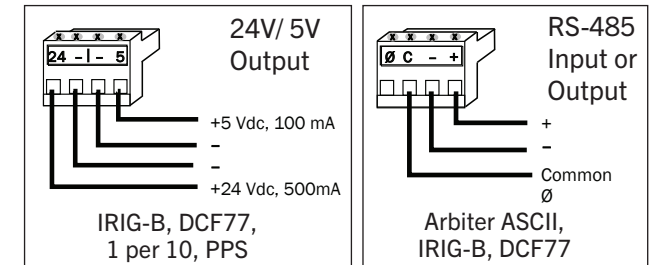 24V/ 5V
Output
24 - | - 5
+5 Vdc, 100 mA
–
–
+24 Vdc, 500mA
IRIG-B, DCF77,
1 per 10, PPS
RS-485
Input or
Output
Ø C - +
+
–
Common
Ø
Arbiter ASCII,
IRIG-B, DCF77